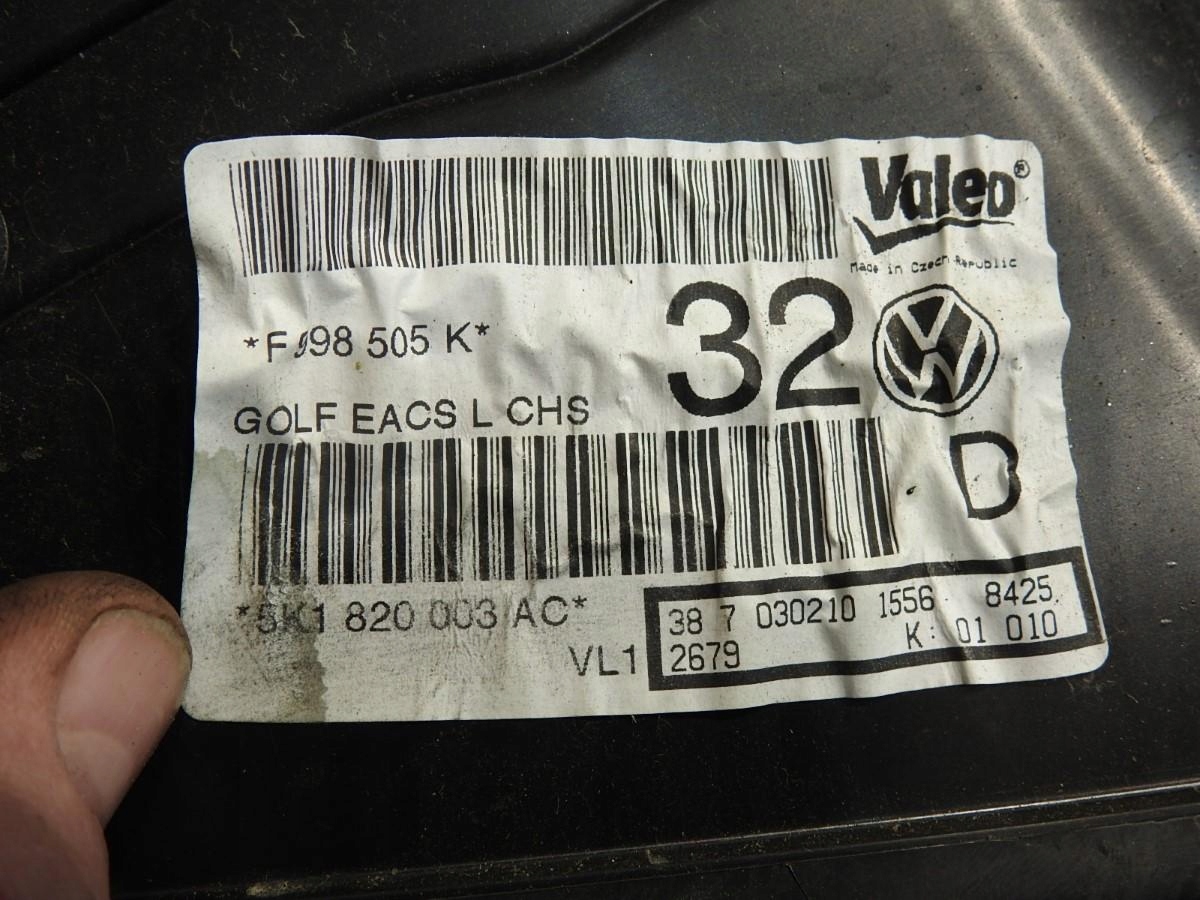 Valeo®
Made in Czech Republic
505 K*
32
GOLF EACS L CHS
D
*5K1 820 003 AC*
VL1
38 7 030210 1556 8425
2679 K: 01 010